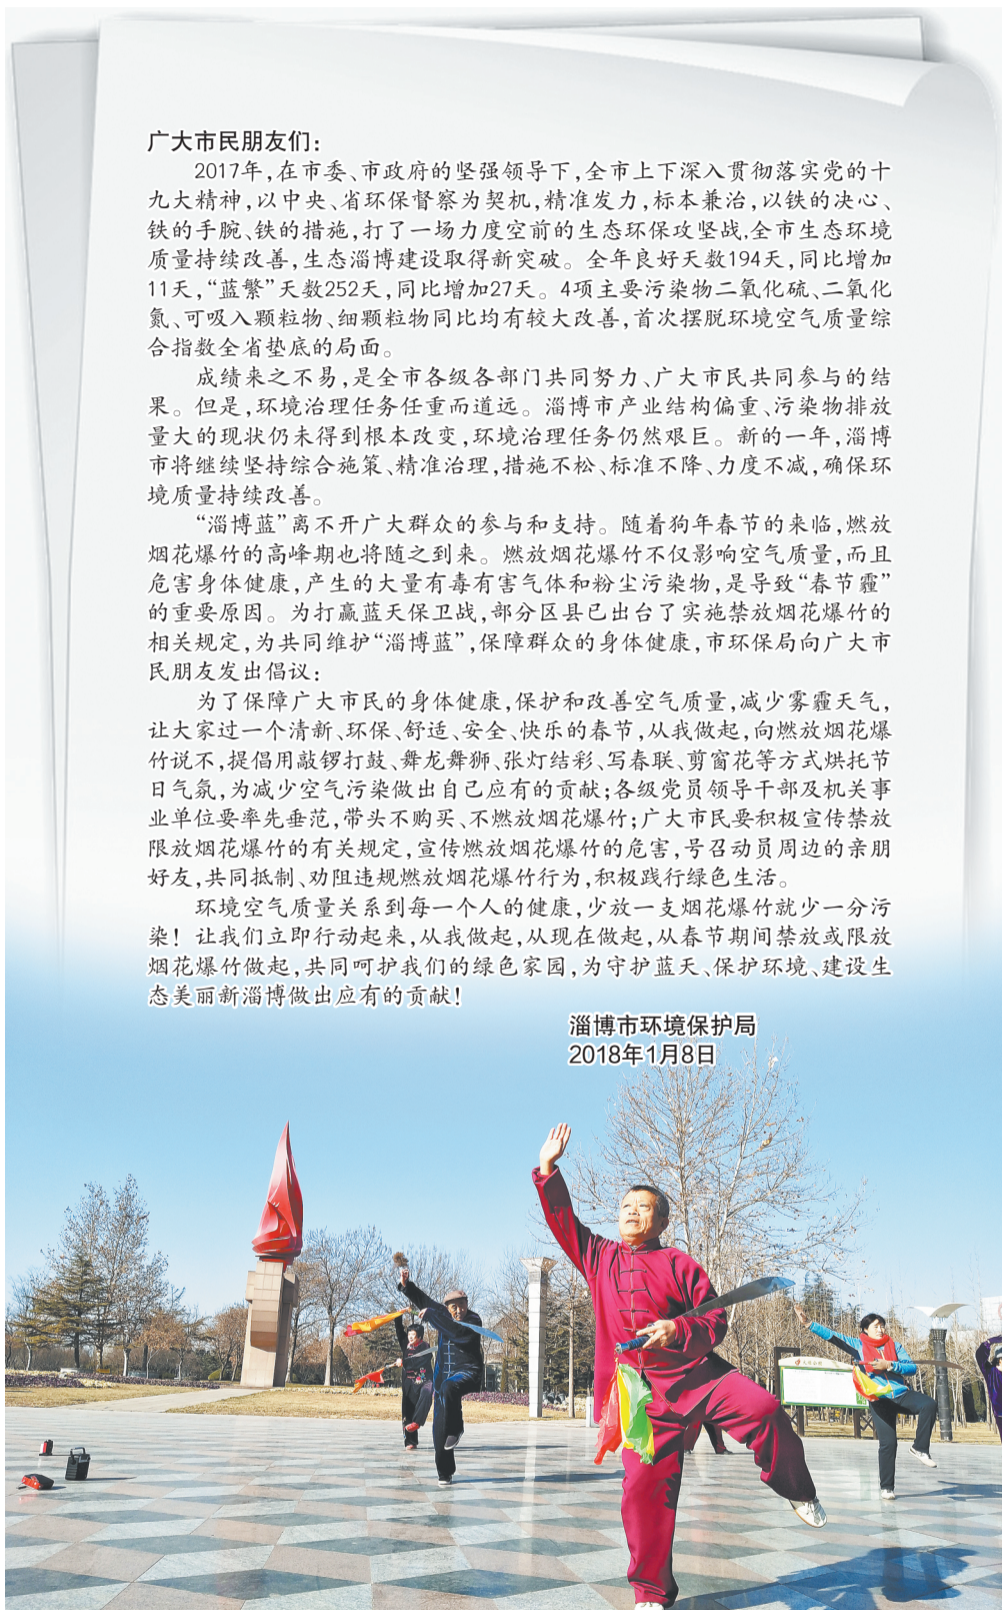 广大市民朋友们：
2017年，在市委、市政府的坚强领导下，全市上下深入贯彻落实党的十
九大精神，以中央、省环保督察为契机，精准发力，标本兼治，以铁的决心、
铁的手腕、铁的措施，打了一场力度空前的生态环保攻坚战，全市生态环境
质量持续改善，生态淄博建设取得新突破。全年良好天数194天，同比增加
11天，“蓝繁”天数252天，同比增加27天。4项主要污染物二氧化硫、二氧化
氮、可吸入颗粒物、细颗粒物同比均有较大改善，首次摆脱环境空气质量综
合指数全省垫底的局面。
成绩来之不易，是全市各级各部门共同努力、广大市民共同参与的结
果。但是，环境治理任务任重而道远。淄博市产业结构偏重、污染物排放
量大的现状仍未得到根本改变，环境治理任务仍然艰巨。新的一年，淄博
市将继续坚持综合施策、精准治理，措施不松、标准不降、力度不减，确保环
境质量持续改善。
“淄博蓝”离不开广大群众的参与和支持。随着狗年春节的来临，燃放
烟花爆竹的高峰期也将随之到来。燃放烟花爆竹不仅影响空气质量，而且
危害身体健康，产生的大量有毒有害气体和粉尘污染物，是导致“春节霾”
的重要原因。为打赢蓝天保卫战，部分区县已出台了实施禁放烟花爆竹的
相关规定，为共同维护“淄博蓝”，保障群众的身体健康，市环保局向广大市
民朋友发出倡议：
为了保障广大市民的身体健康，保护和改善空气质量，减少雾霾天气，
让大家过一个清新、环保、舒适、安全、快乐的春节，从我做起，向燃放烟花爆
竹说不，提倡用敲锣打鼓、舞龙舞狮、张灯结彩、写春联、剪窗花等方式烘托节
日气氛，为减少空气污染做出自己应有的贡献；各级党员领导干部及机关事
业单位要率先垂范，带头不购买、不燃放烟花爆竹；广大市民要积极宣传禁放
限放烟花爆竹的有关规定，宣传燃放烟花爆竹的危害，号召动员周边的亲朋
好友，共同抵制、劝阻违规燃放烟花爆竹行为，积极践行绿色生活。
环境空气质量关系到每一个人的健康，少放一支烟花爆竹就少一分污
染！让我们立即行动起来，从我做起，从现在做起，从春节期间禁放或限放
烟花爆竹做起，共同呵护我们的绿色家园，为守护蓝天、保护环境、建设生
态美丽新淄博做出应有的贡献！
淄博市环境保护局
2018年1月8日